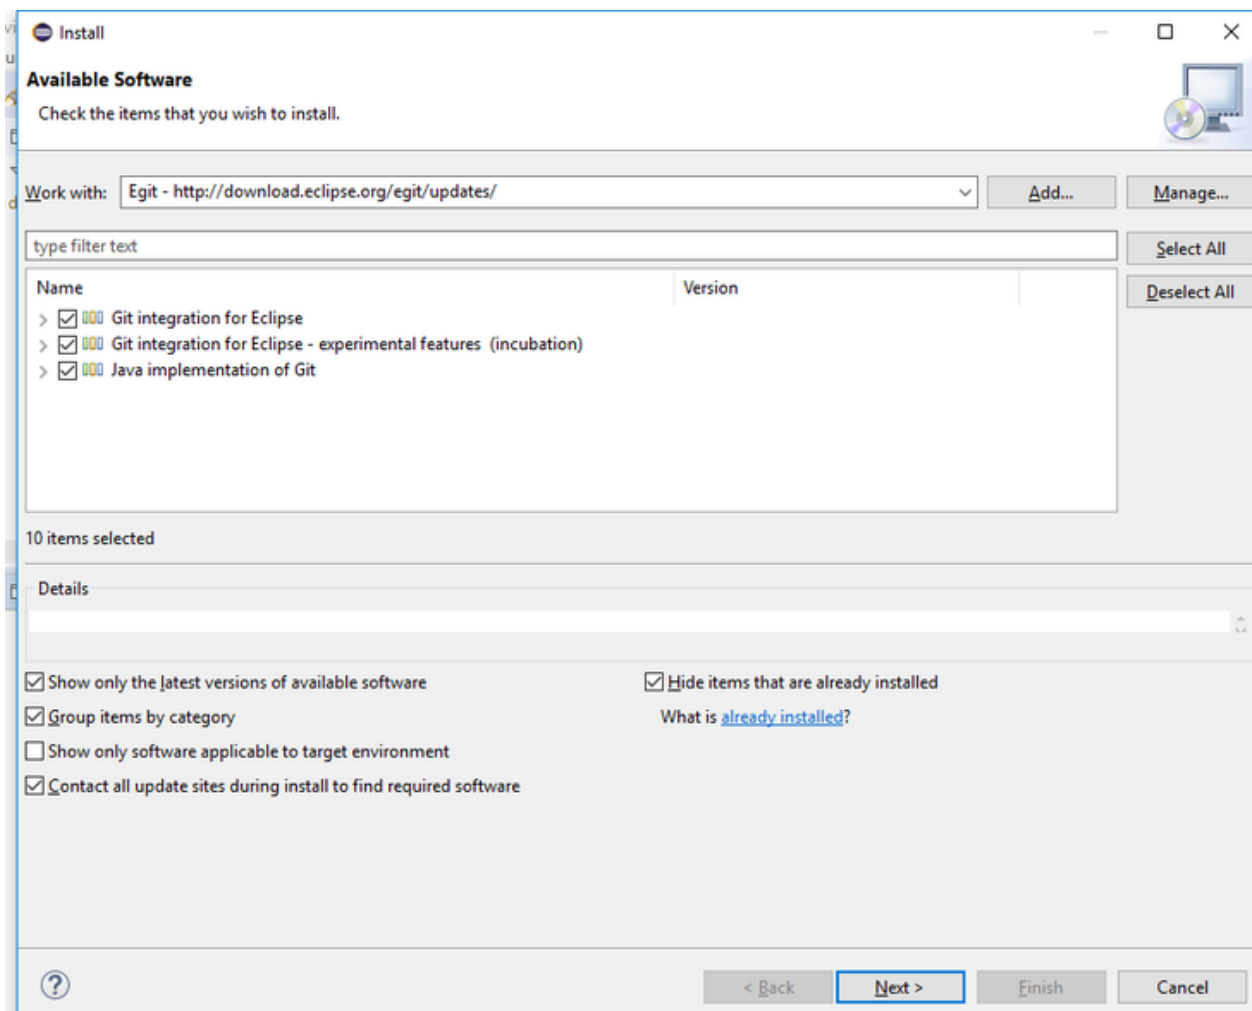 Install
Available Software
Check the items that you wish to install.
Work with: Egit - http://download.eclipse.org/egit/updates/ Add... Manage...
type filter text Select All
Name Version Deselect All
Git integration for Eclipse
Git integration for Eclipse - experimental features (incubation)
Java implementation of Git
10 items selected
Details
Show only the latest versions of available software Hide items that are already installed
Group items by category What is already installed?
Show only software applicable to target environment
Contact all update sites during install to find required software
? < Back Next > Finish Cancel